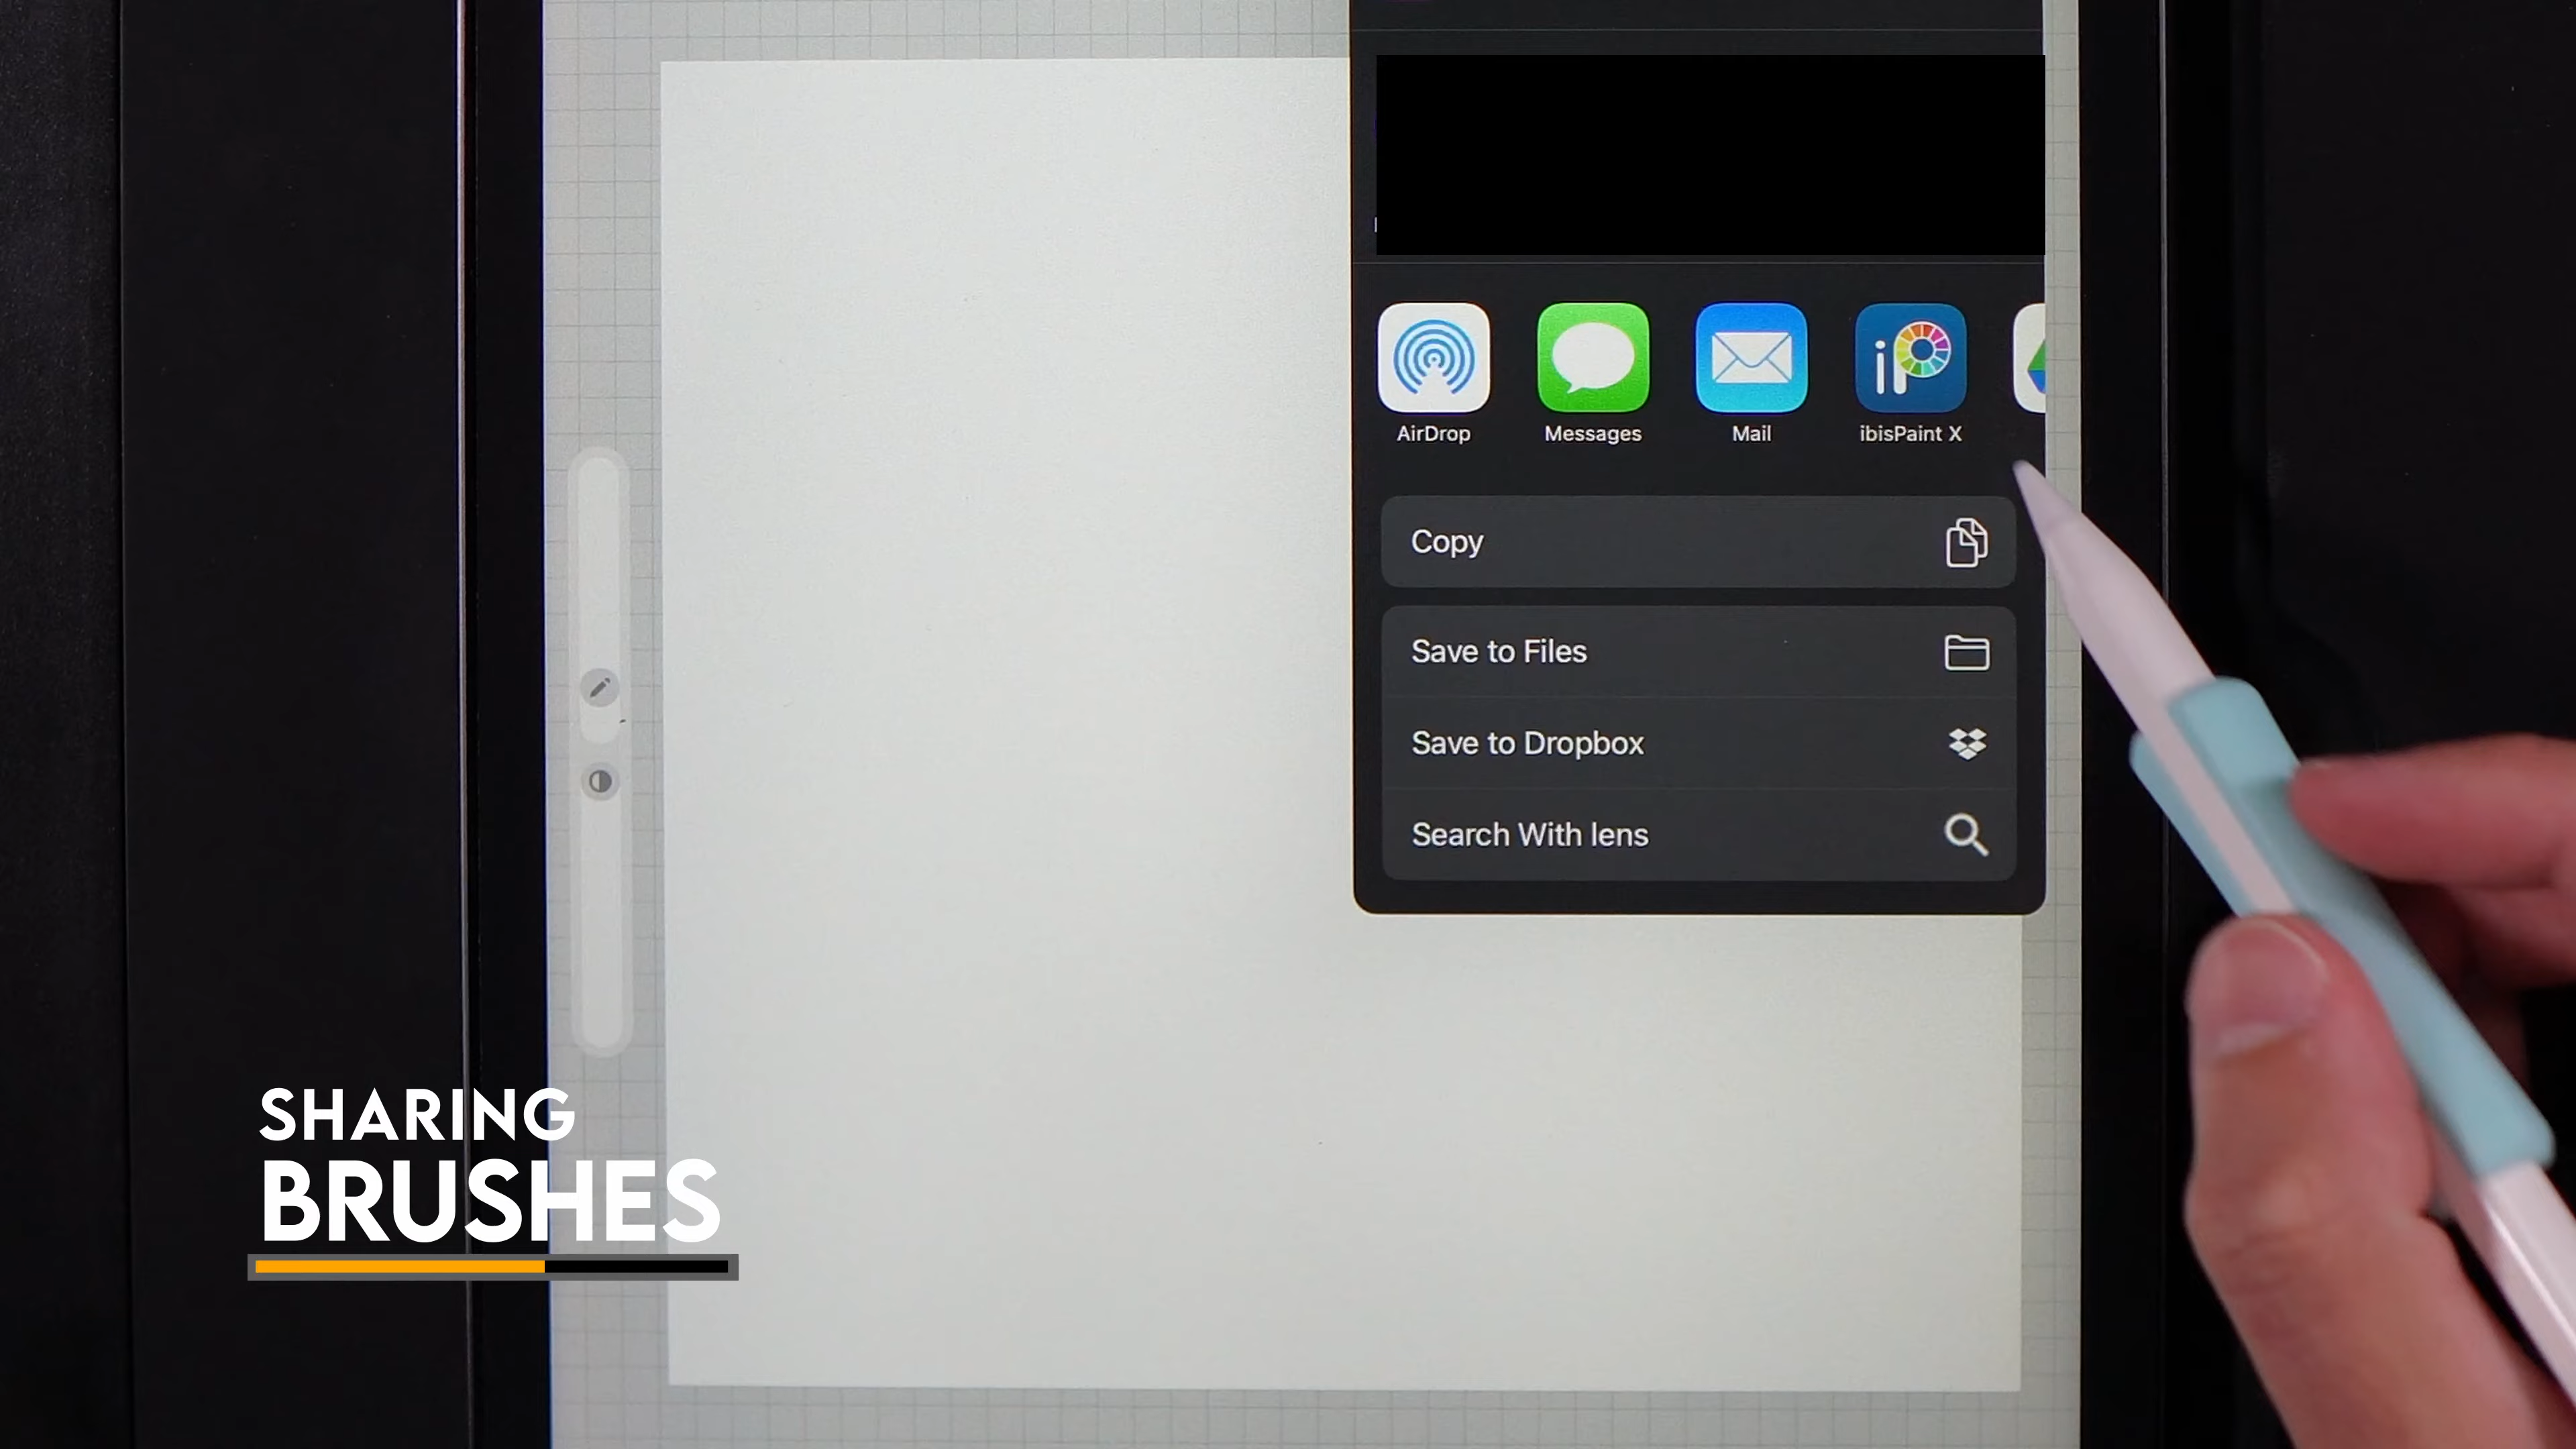 AirDrop
Messages
Mail
ibisPaint X
Copy
Save to Files
Save to Dropbox
Search With lens
SHARING
BRUSHES